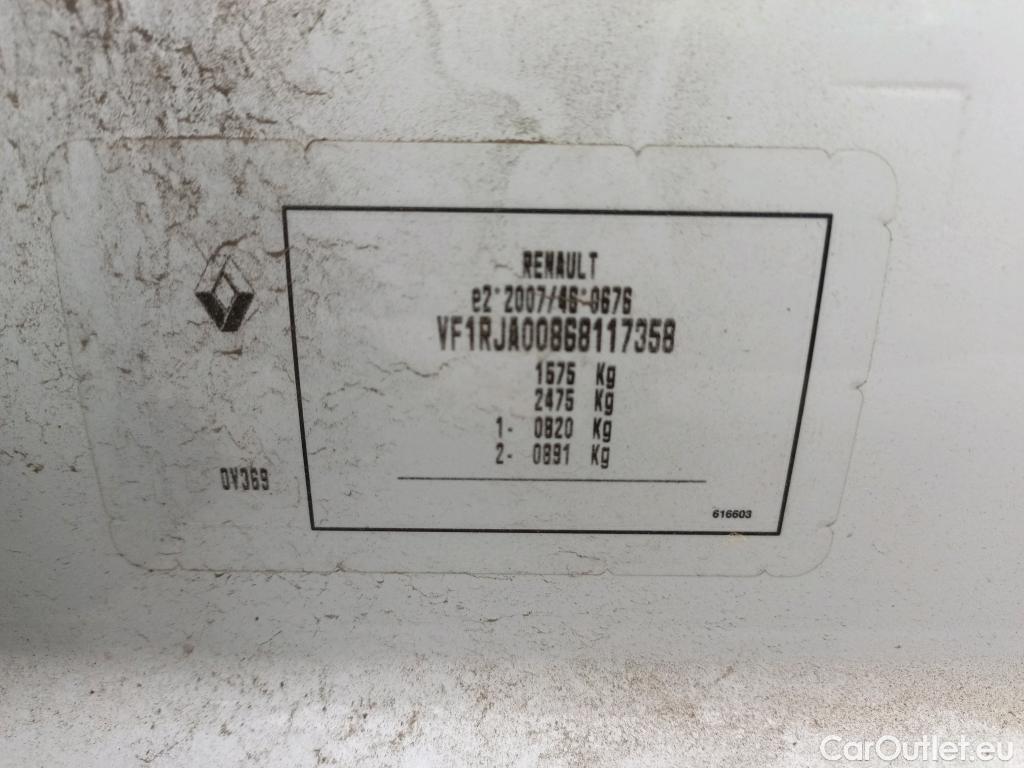 RENAULT
e2*2007/46*0676
VF1RJA00868117358
1575 Kg
2475 Kg
1- 0820 Kg
2- 0891 Kg
0V369
616603
CarOutlet.eu